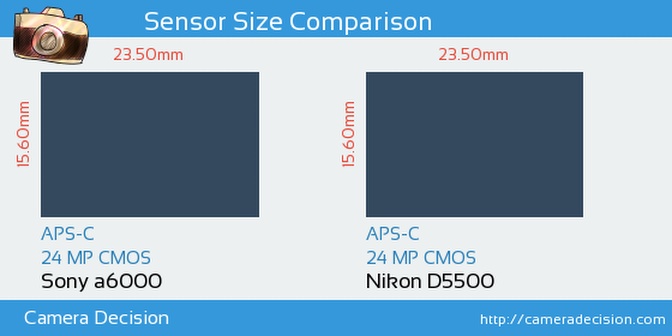 Sensor Size Comparison
23.50mm
23.50mm
15.60mm
15.60mm
APS-C
24 MP CMOS
Sony a6000
APS-C
24 MP CMOS
Nikon D5500
Camera Decision
http://cameradecision.com